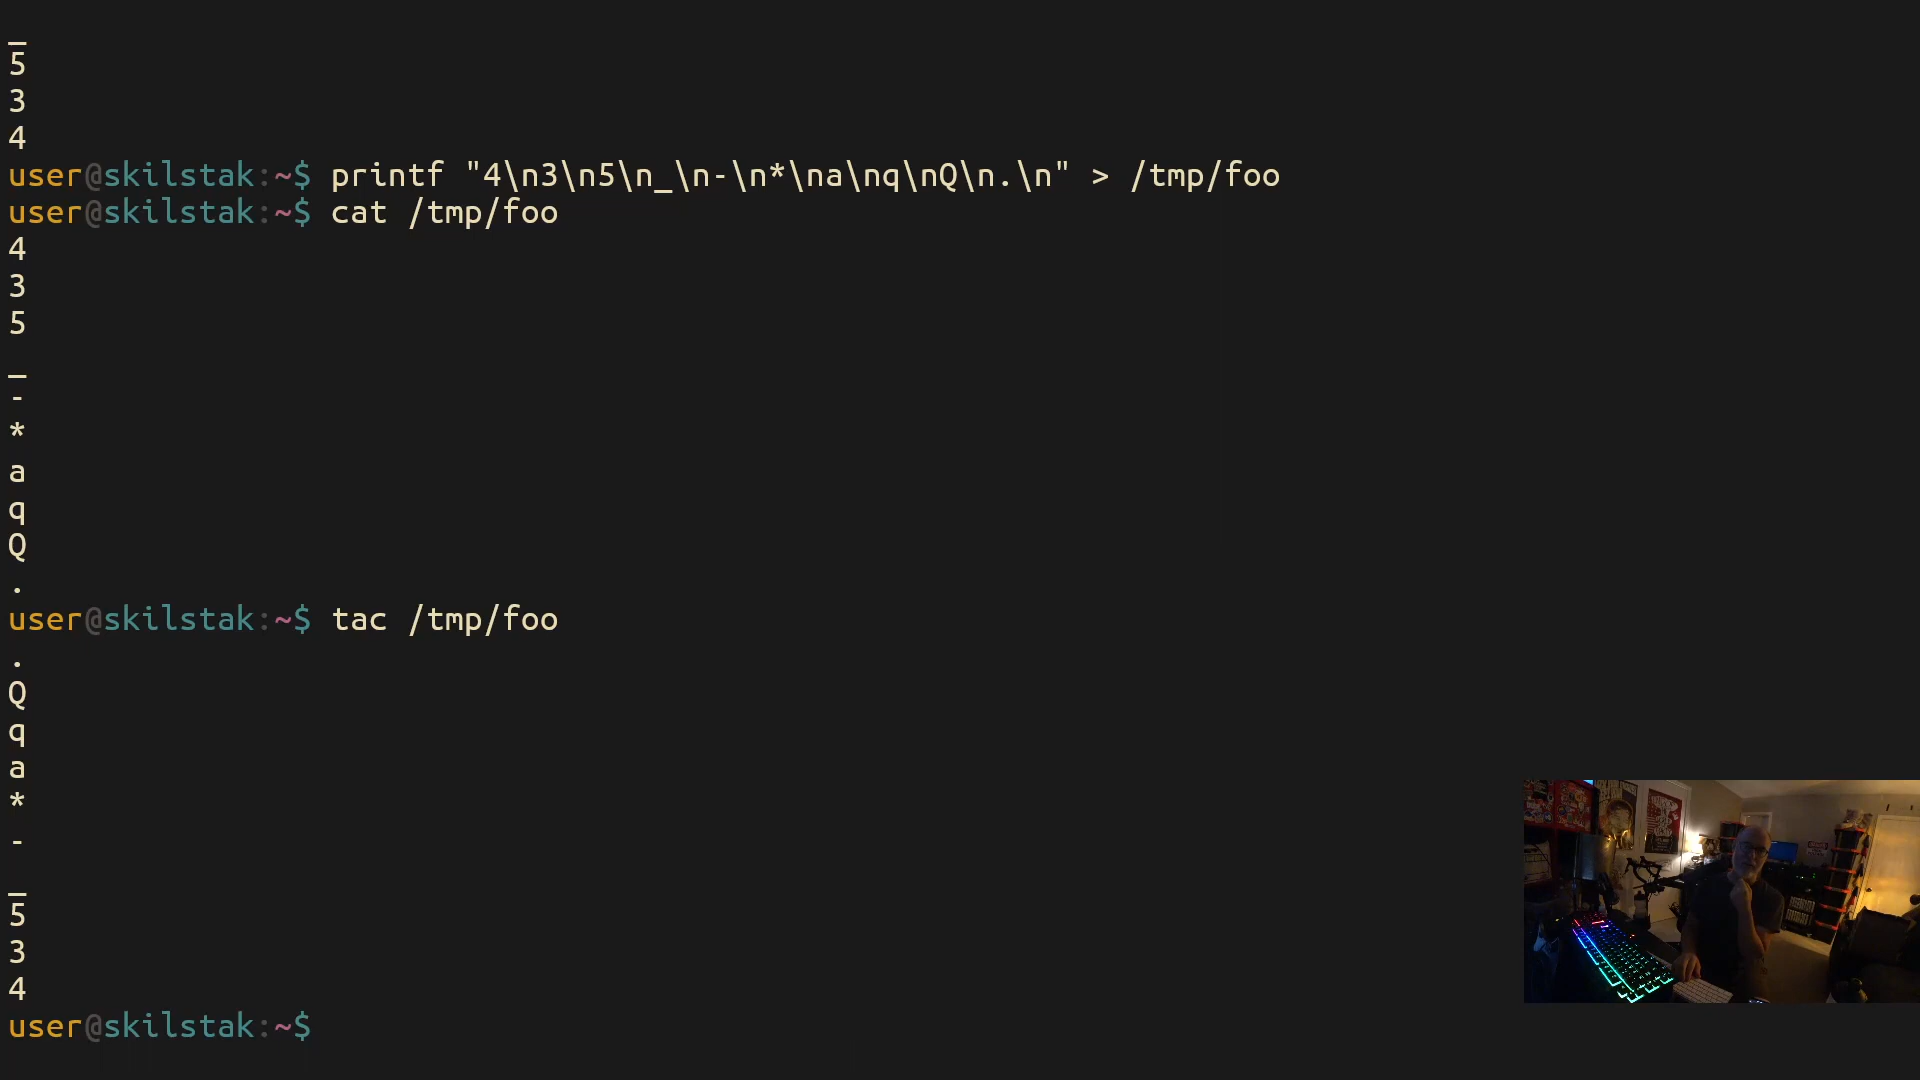 _
5
3
4
user@skilstak:~$ printf "4\n3\n5\n_\n-\n*\na\nq\nQ\n.\n" > /tmp/foo
user@skilstak:~$ cat /tmp/foo
4
3
5
_
-
*
a
q
Q
.
user@skilstak:~$ tac /tmp/foo
.
Q
q
a
*
-
_
5
3
4
user@skilstak:~$